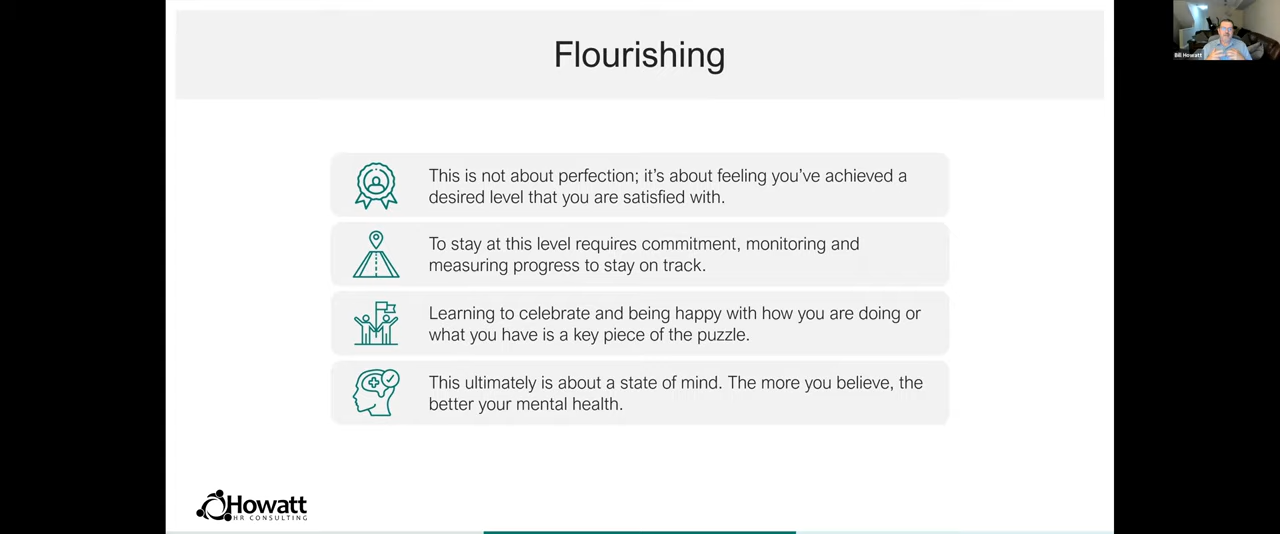 Flourishing
Bill Howatt
This is not about perfection; it's about feeling you've achieved a
desired level that you are satisfied with.
To stay at this level requires commitment, monitoring and
measuring progress to stay on track.
Learning to celebrate and being happy with how you are doing or
what you have is a key piece of the puzzle.
This ultimately is about a state of mind. The more you believe, the
better your mental health.
Howatt
HR CONSULTING